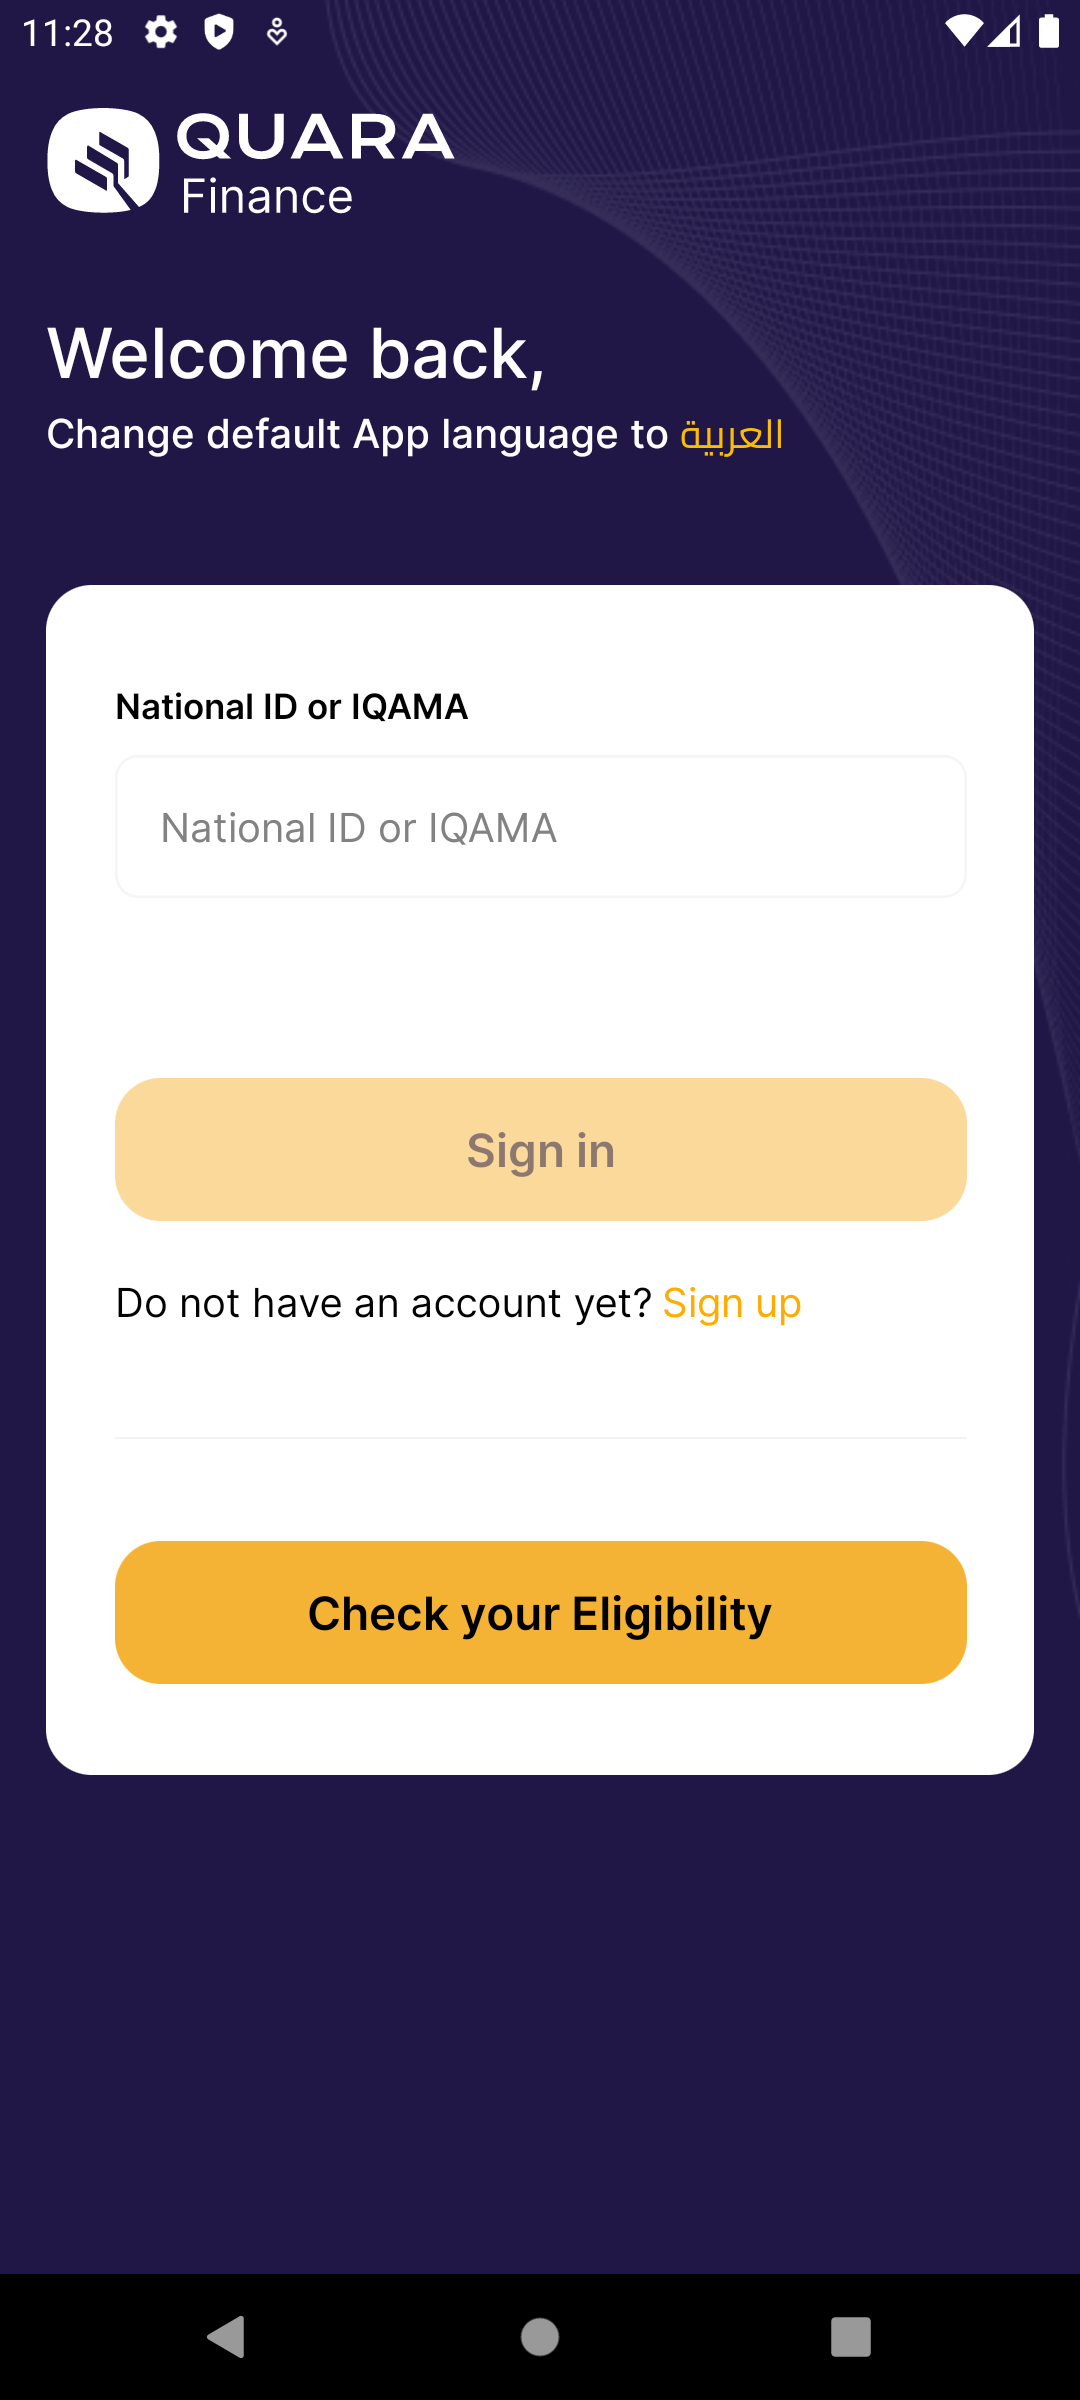 11:28
QUARA
Finance
Welcome back,
Change default App language to العربية
National ID or IQAMA
National ID or IQAMA
Sign in
Do not have an account yet? Sign up
Check your Eligibility